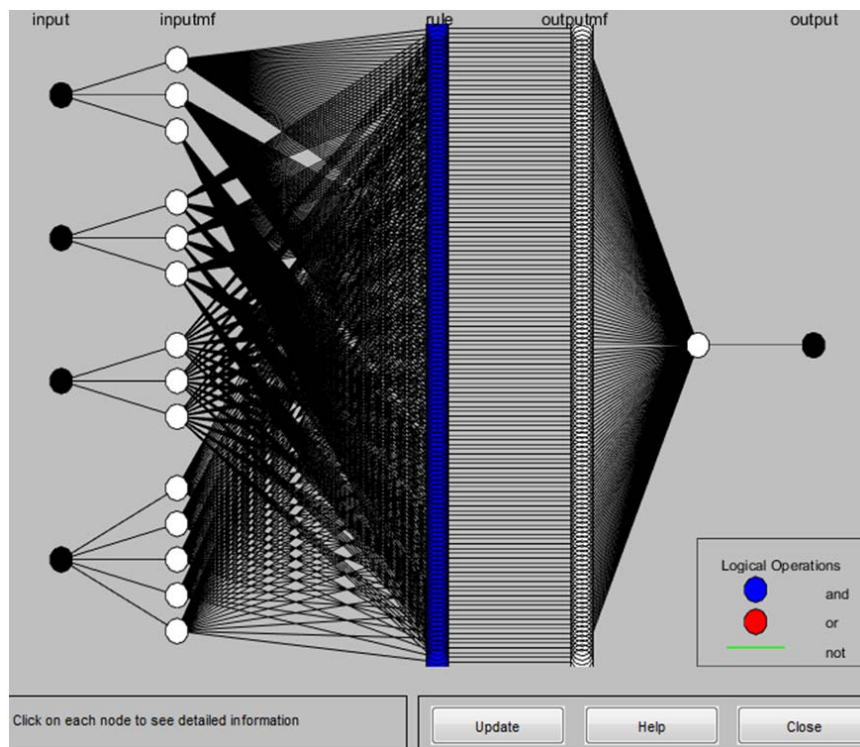 input inputmf rule outputmf output
Logical Operations
and
or
not
Click on each node to see detailed information
Update Help Close